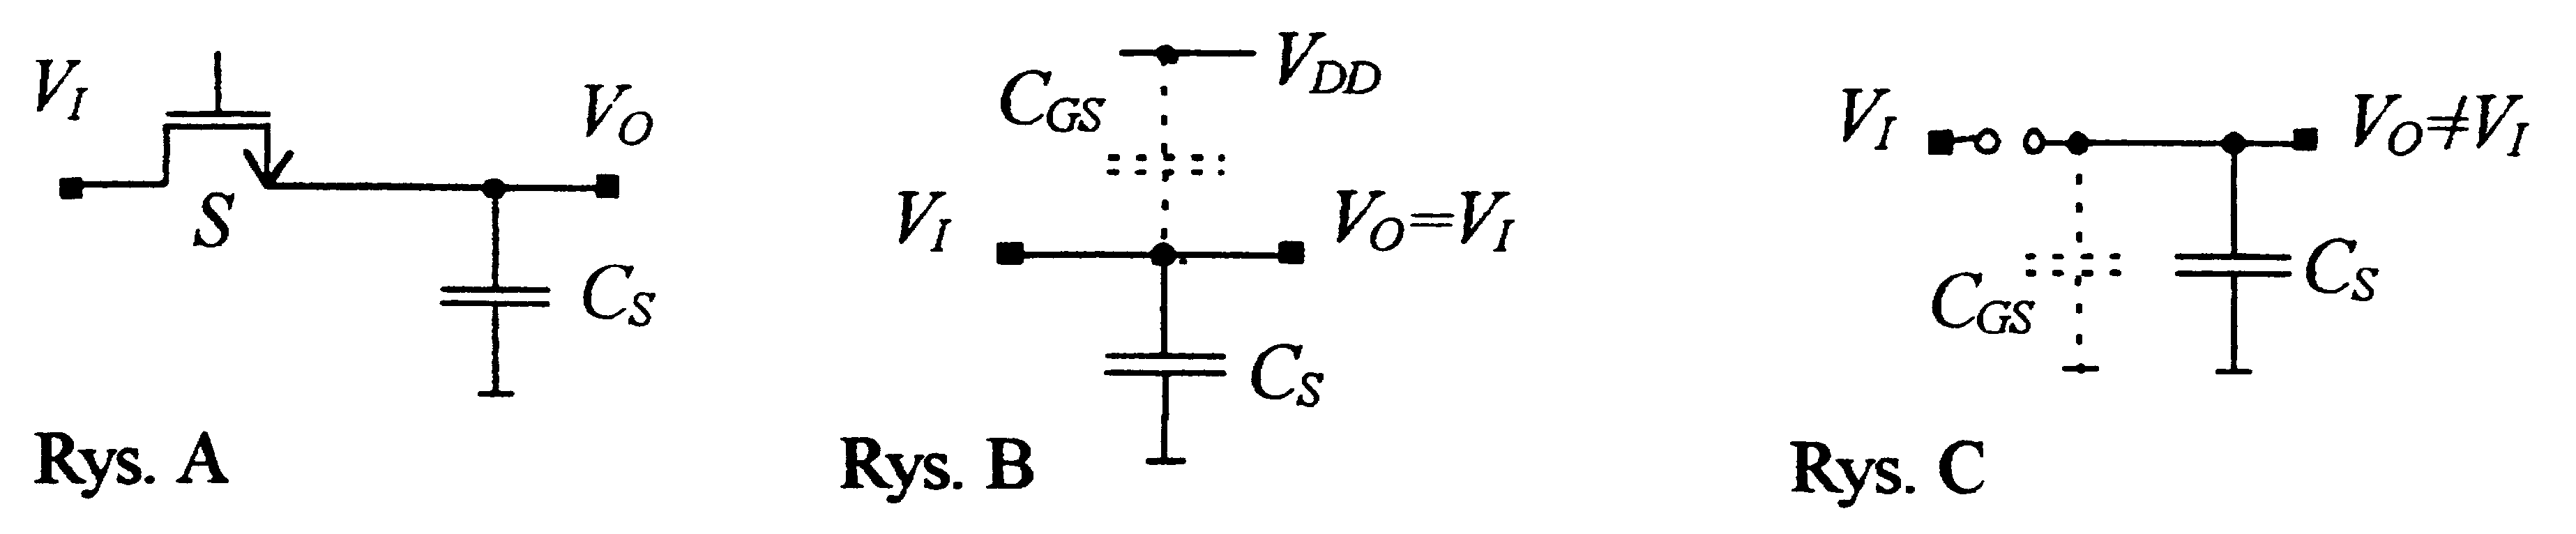 V_I
V_O
S
C_S
Rys. A
V_DD
C_GS
V_I
V_O=V_I
C_S
Rys. B
V_I
V_O≠V_I
C_GS
C_S
Rys. C